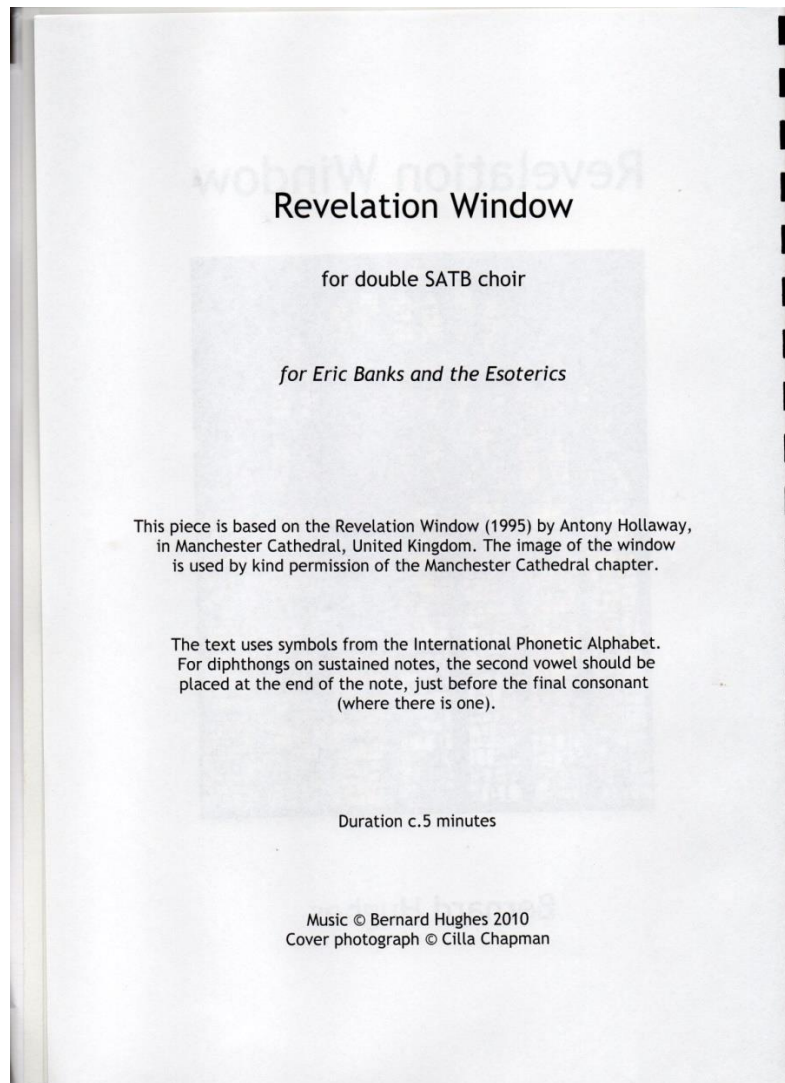 Revelation Window
for double SATB choir
for Eric Banks and the Esoterics
This piece is based on the Revelation Window (1995) by Antony Hollaway,
in Manchester Cathedral, United Kingdom. The image of the window
is used by kind permission of the Manchester Cathedral chapter.
The text uses symbols from the International Phonetic Alphabet.
For diphthongs on sustained notes, the second vowel should be
placed at the end of the note, just before the final consonant
(where there is one).
Duration c.5 minutes
Music © Bernard Hughes 2010
Cover photograph © Cilla Chapman